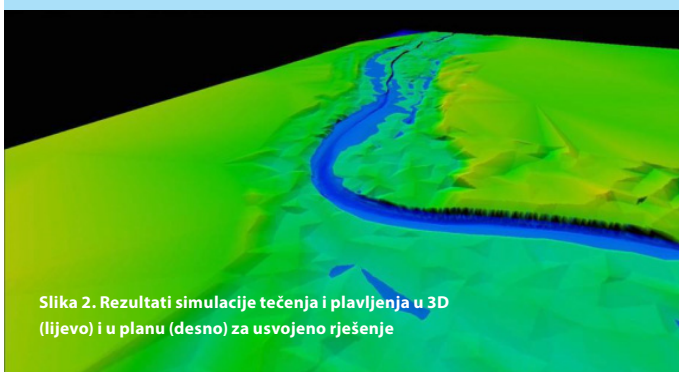 Slika 2. Rezultati simulacije tečenja i plavljenja u 3D
(lijevo) i u planu (desno) za usvojeno rješenje